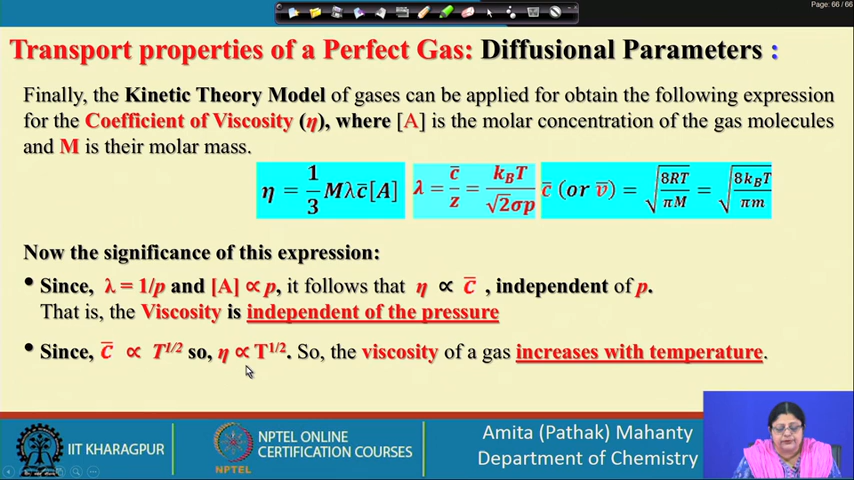 Page: 66 / 66
Transport properties of a Perfect Gas: Diffusional Parameters :
Finally, the Kinetic Theory Model of gases can be applied for obtain the following expression
for the Coefficient of Viscosity (η), where [A] is the molar concentration of the gas molecules
and M is their molar mass.
η = 1/3 Mλc̅[A] λ = c̅/z = k_BT/√2σp c̅ (or v̅) = √(8RT/πM) = √(8k_BT/πm)
Now the significance of this expression:
• Since, λ = 1/p and [A] ∝ p, it follows that η ∝ C̅ , independent of p.
That is, the Viscosity is independent of the pressure
• Since, C̅ ∝ T^1/2 so, η ∝ T^1/2. So, the viscosity of a gas increases with temperature.
IIT KHARAGPUR
NPTEL
NPTEL ONLINE
CERTIFICATION COURSES
Amita (Pathak) Mahanty
Department of Chemistry